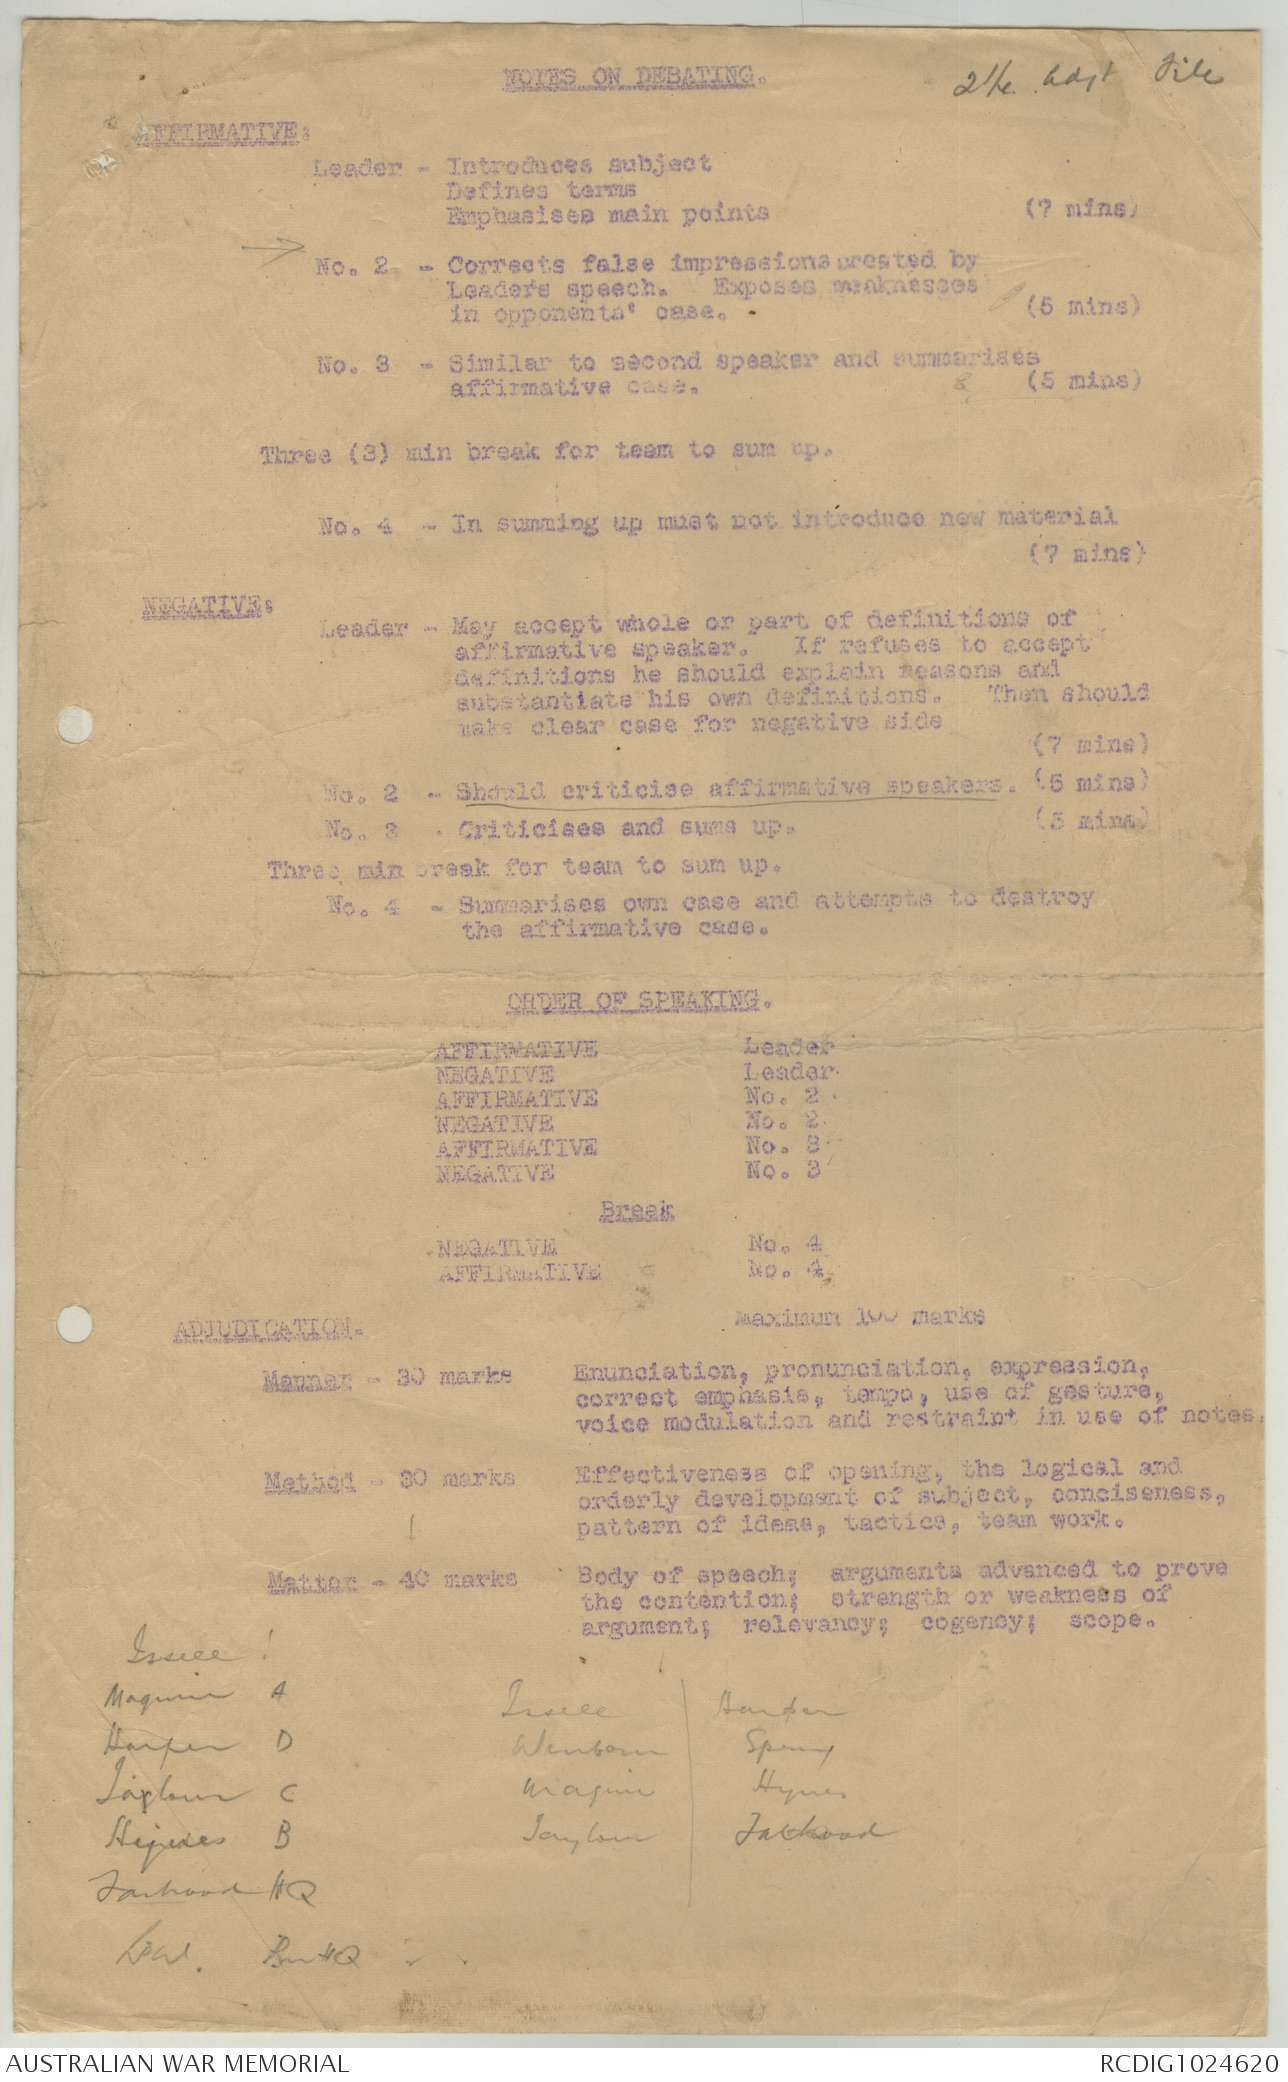 NOTES ON DEBATING.
File
AFFIRMATIVE:
Leader - Introduces subject
Defines terms
Emphasises main points (7 mins)
No. 2 - Corrects false impressions created by
Leaders speech. Exposes weaknesses
in opponents' case. (5 mins)
No. 3 - Similar to second speaker and summarises
affirmative case. 8 (5 mins)
Three (3) min break for team to sum up.
No. 4 - In summing up must not introduce new material
(7 mins)
NEGATIVE:
Leader - May accept whole or part of definitions of
affirmative speaker. If refuses to accept
definitions he should explain reasons and
substantiate his own definitions. Then should
make clear case for negative side
(7 mins)
No. 2 - Should criticise affirmative speakers. (5 mins)
No. 3 - Criticises and sums up. (5 mins)
Three min break for team to sum up.
No. 4 - Summarises own case and attempts to destroy
the affirmative case.
ORDER OF SPEAKING.
AFFIRMATIVE Leader
NEGATIVE Leader
AFFIRMATIVE No. 2
NEGATIVE No. 2
AFFIRMATIVE No. 3
NEGATIVE No. 3
Break
NEGATIVE No. 4
AFFIRMATIVE No. 4
ADJUDICATION. Maximum 100 marks
Manner - 30 marks Enunciation, pronunciation, expression,
correct emphasis, tempo, use of gesture,
voice modulation and restraint in use of notes.
Method - 30 marks Effectiveness of opening, the logical and
orderly development of subject, conciseness,
pattern of ideas, tactics, team work.
Matter - 40 marks Body of speech; arguments advanced to prove
the contention; strength or weakness of
argument; relevancy; cogency; scope.
Maguire A
Harper D
C
B
HQ
Harper
Maguire
AUSTRALIAN WAR MEMORIAL RCDIG1024620